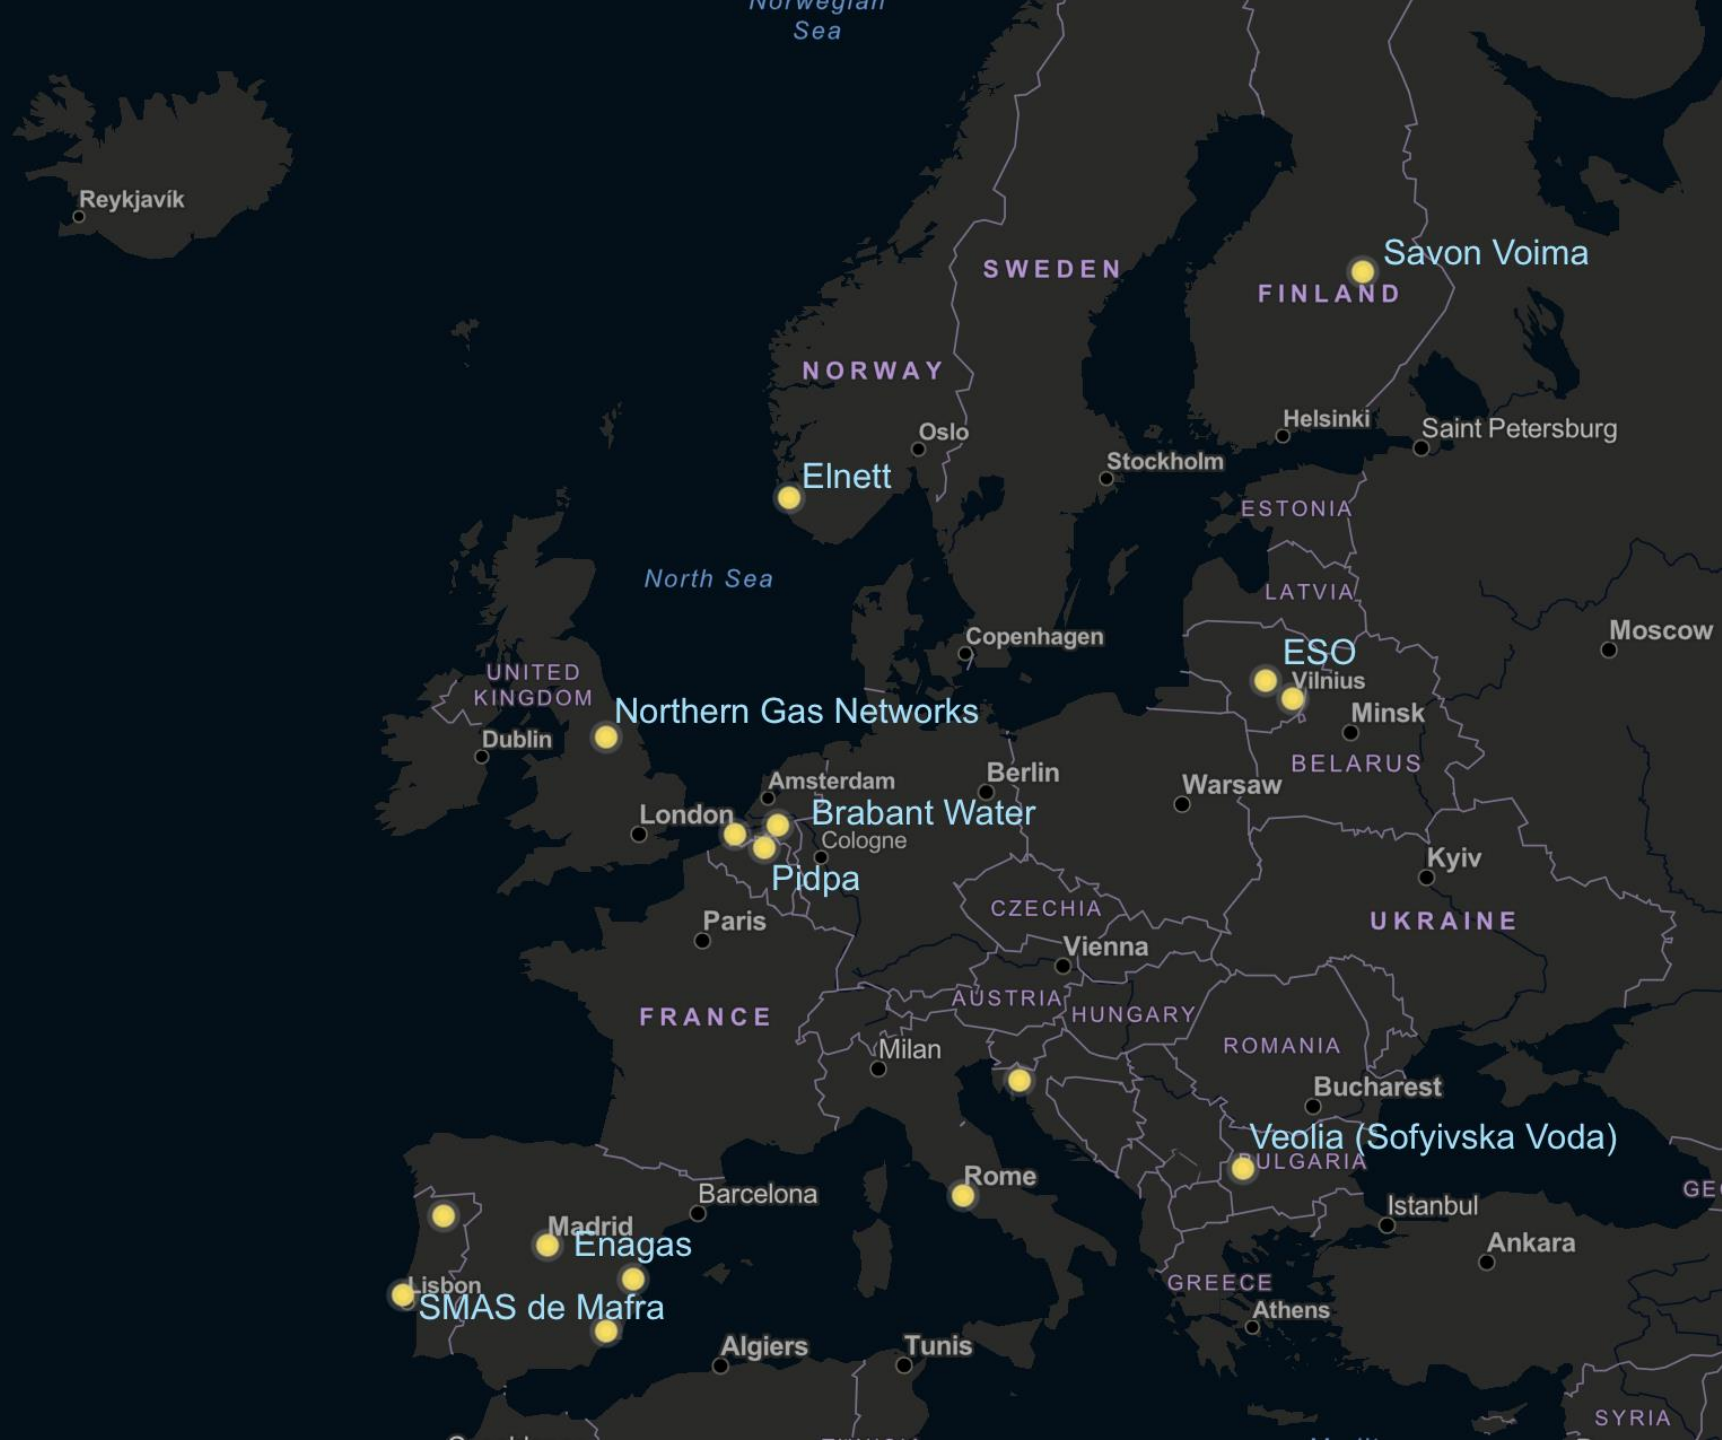 Norwegian
Sea
Reykjavík
SWEDEN
Savon Voima
FINLAND
NORWAY
Oslo
Helsinki
Saint Petersburg
Stockholm
Elnett
ESTONIA
North Sea
LATVIA
Copenhagen
Moscow
ESO
Vilnius
UNITED
KINGDOM
Northern Gas Networks
Minsk
Dublin
BELARUS
Amsterdam
Berlin
Warsaw
London
Brabant Water
Cologne
Kyiv
Pidpa
CZECHIA
Paris
UKRAINE
Vienna
AUSTRIA
HUNGARY
FRANCE
ROMANIA
Milan
Bucharest
Veolia (Sofyivska Voda)
BULGARIA
Rome
Barcelona
GEO
Istanbul
Madrid
Enagas
Ankara
Lisbon
GREECE
SMAS de Mafra
Athens
Algiers
Tunis
SYRIA